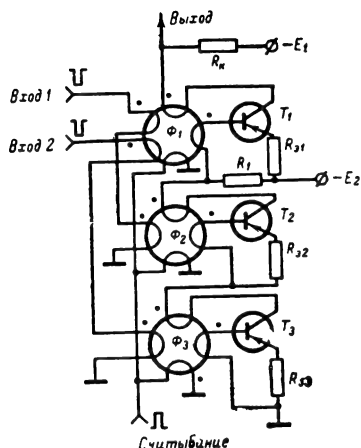 Выход
−E₁
Rк
Вход 1
Вход 2
Ф₁
T₁
Rэ1
R₁
−E₂
Ф₂
T₂
Rэ2
Ф₃
T₃
Rэ3
Считывание